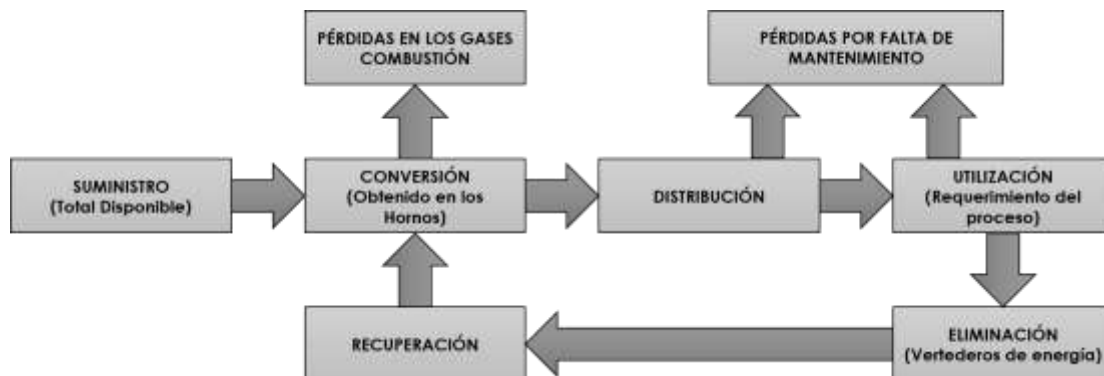 PÉRDIDAS EN LOS GASES
COMBUSTIÓN
PÉRDIDAS POR FALTA DE
MANTENIMIENTO
SUMINISTRO
(Total Disponible)
CONVERSIÓN
(Obtenido en los
Hornos)
DISTRIBUCIÓN
UTILIZACIÓN
(Requerimiento del
proceso)
RECUPERACIÓN
ELIMINACIÓN
(Vertederos de energía)